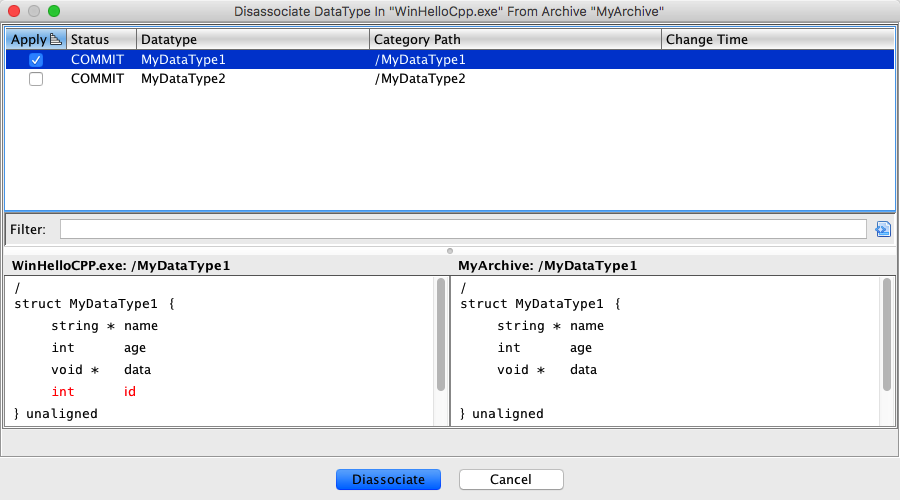 Disassociate DataType In "WinHelloCpp.exe" From Archive "MyArchive"
Apply Status Datatype Category Path Change Time
COMMIT MyDataType1 /MyDataType1
COMMIT MyDataType2 /MyDataType2
Filter:
WinHelloCPP.exe: /MyDataType1
/
struct MyDataType1 {
string * name
int age
void * data
int id
} unaligned
MyArchive: /MyDataType1
/
struct MyDataType1 {
string * name
int age
void * data
} unaligned
Diassociate Cancel